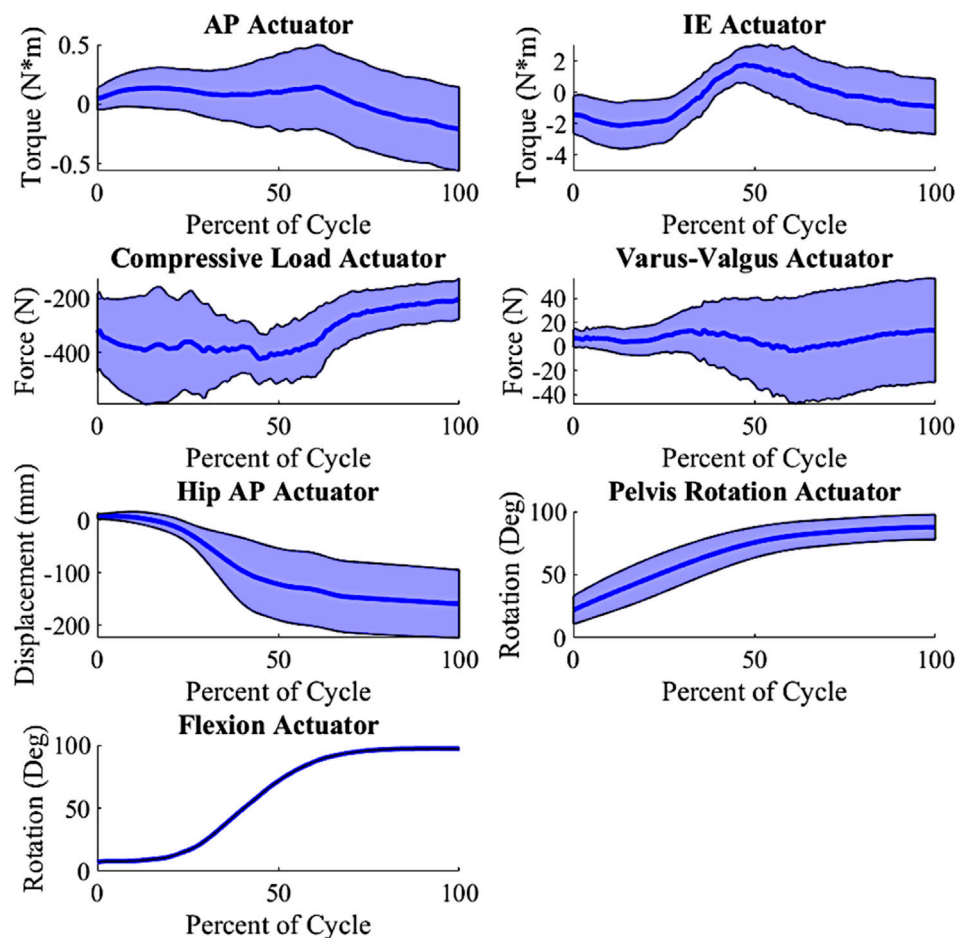 AP Actuator
Torque (N*m)
0.5
0
-0.5
0
50
100
Percent of Cycle
IE Actuator
Torque (N*m)
2
0
-2
-4
0
50
100
Percent of Cycle
Compressive Load Actuator
Force (N)
-200
-400
0
50
100
Percent of Cycle
Varus-Valgus Actuator
Force (N)
40
20
0
-20
-40
0
50
100
Percent of Cycle
Hip AP Actuator
Displacement (mm)
0
-100
-200
0
50
100
Percent of Cycle
Pelvis Rotation Actuator
Rotation (Deg)
100
50
0
0
50
100
Percent of Cycle
Flexion Actuator
Rotation (Deg)
100
50
0
0
50
100
Percent of Cycle